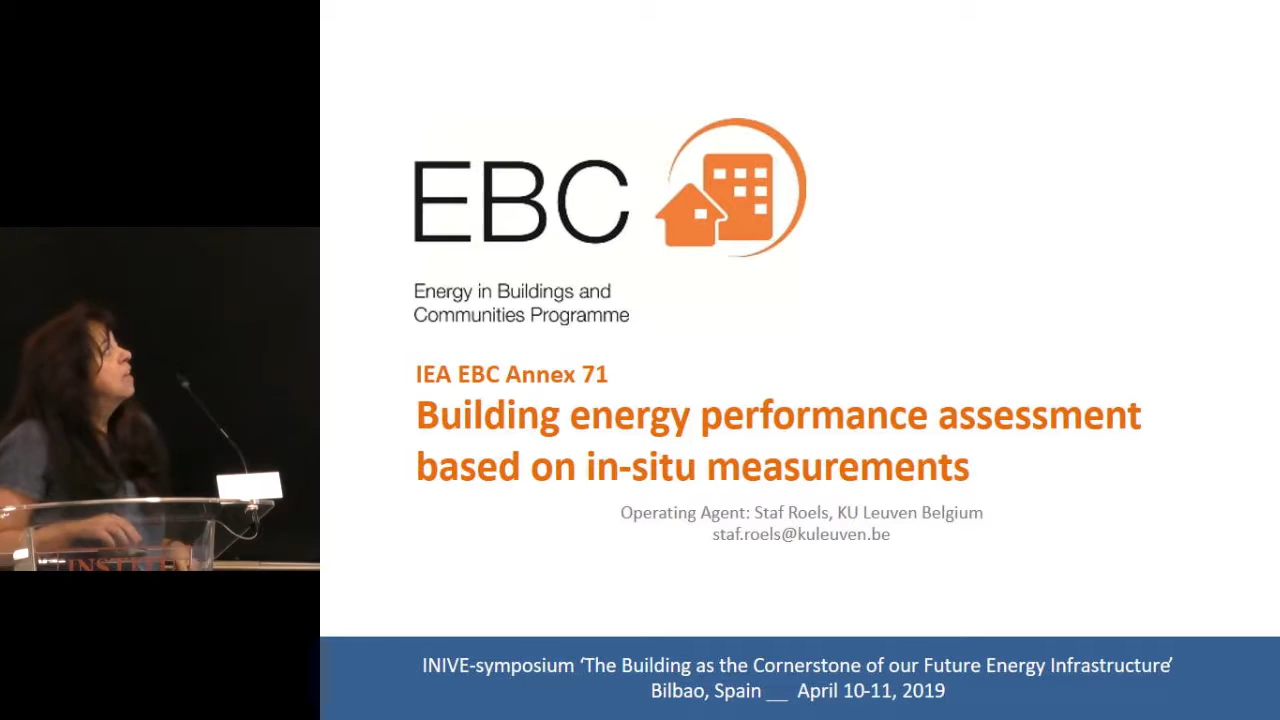 EBC
Energy in Buildings and
Communities Programme
IEA EBC Annex 71
Building energy performance assessment
based on in-situ measurements
Operating Agent: Staf Roels, KU Leuven Belgium
staf.roels@kuleuven.be
INIVE-symposium ‘The Building as the Cornerstone of our Future Energy Infrastructure’
Bilbao, Spain __ April 10-11, 2019